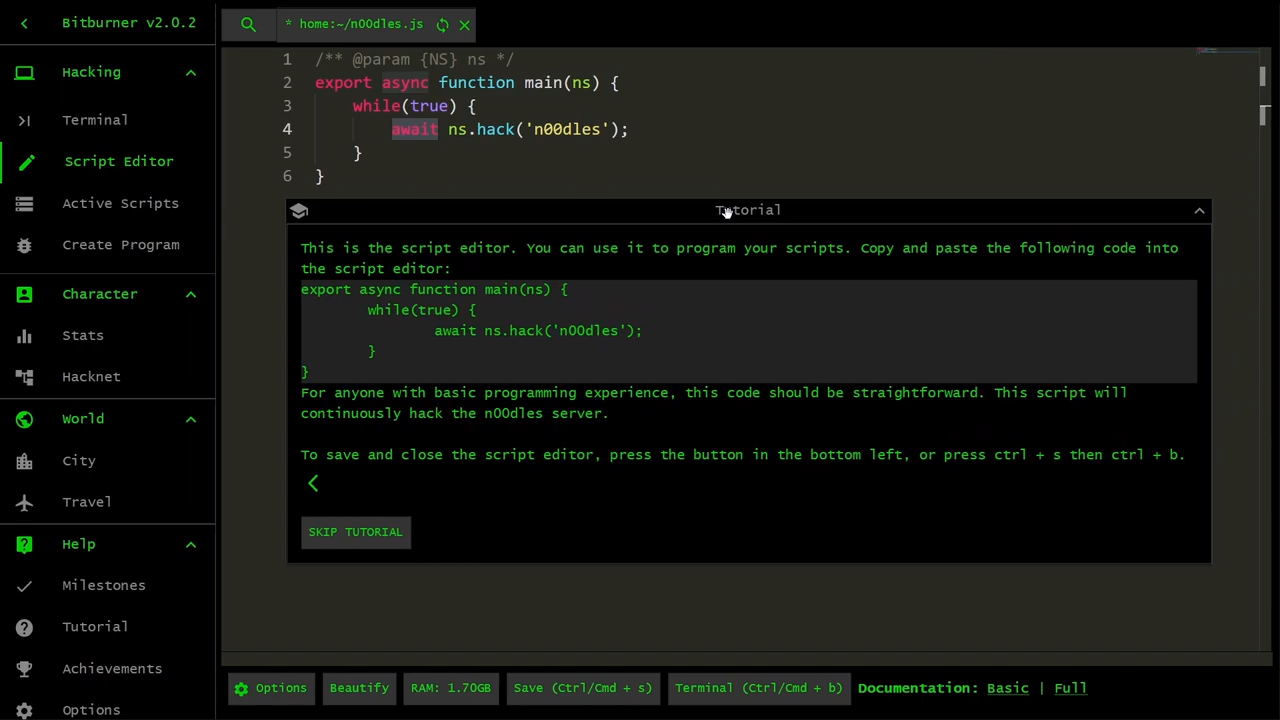 Bitburner v2.0.2
Hacking
Terminal
Script Editor
Active Scripts
Create Program
Character
Stats
Hacknet
World
City
Travel
Help
Milestones
Tutorial
Achievements
Options
* home:~/n00dles.js
1 /** @param {NS} ns */
2 export async function main(ns) {
3 while(true) {
4 await ns.hack('n00dles');
5 }
6 }
Tutorial
This is the script editor. You can use it to program your scripts. Copy and paste the following code into
the script editor:
export async function main(ns) {
while(true) {
await ns.hack('n00dles');
}
}
For anyone with basic programming experience, this code should be straightforward. This script will
continuously hack the n00dles server.
To save and close the script editor, press the button in the bottom left, or press ctrl + s then ctrl + b.
SKIP TUTORIAL
Options
Beautify
RAM: 1.70GB
Save (Ctrl/Cmd + s)
Terminal (Ctrl/Cmd + b)
Documentation: Basic | Full